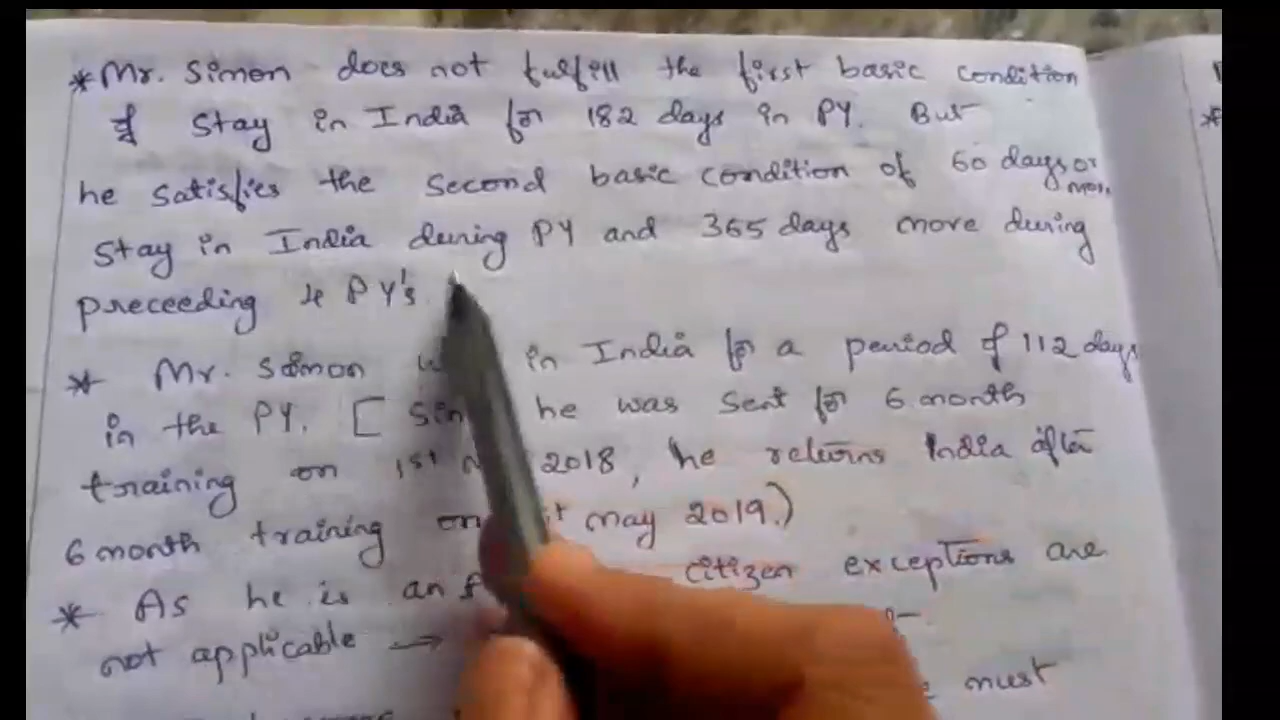 * Mr. Simon does not fulfill the first basic condition
of stay in India for 182 days in PY. But
he satisfies the second basic condition of 60 days or more
stay in India during PY and 365 days more during
preceeding 4 PY's
* Mr. Simon in India for a period of 112 days
in the PY. [ he was sent for 6 month
training on 1st 2018, he returns India after
6 month training on may 2019.)
* As he is an citizen exceptions are
not applicable →
must